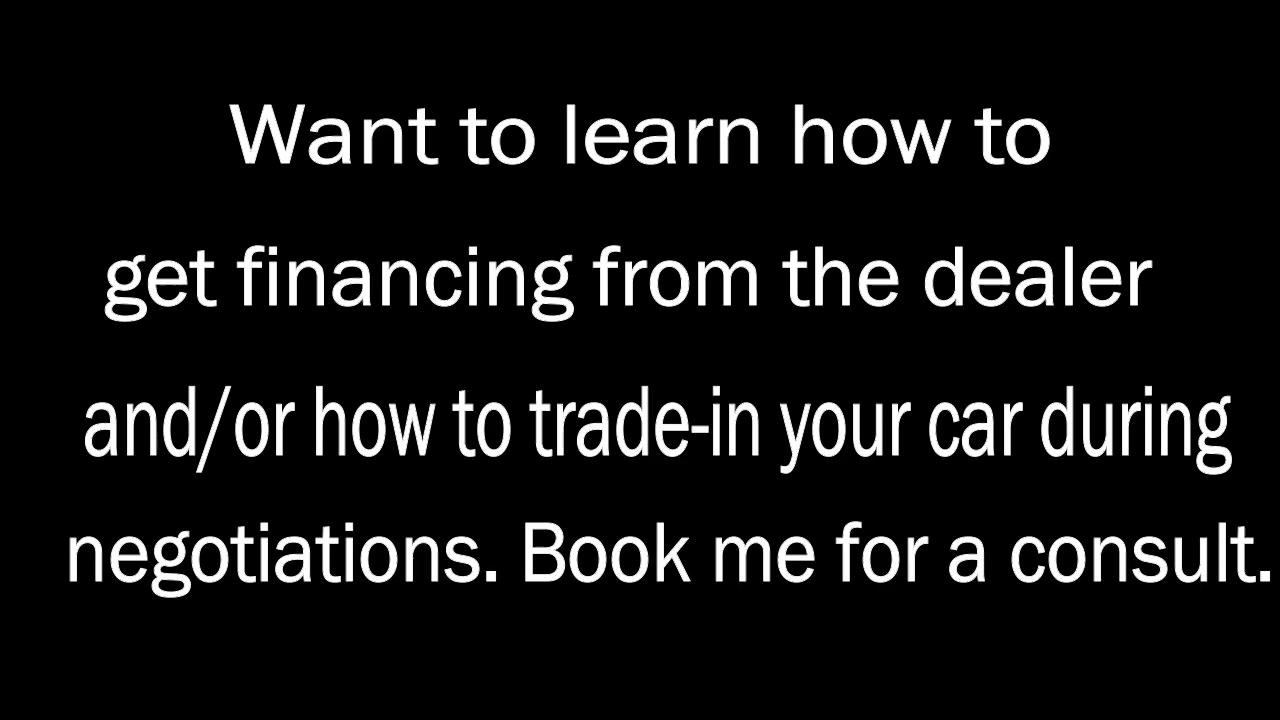 Want to learn how to
get financing from the dealer
and/or how to trade-in your car during
negotiations. Book me for a consult.